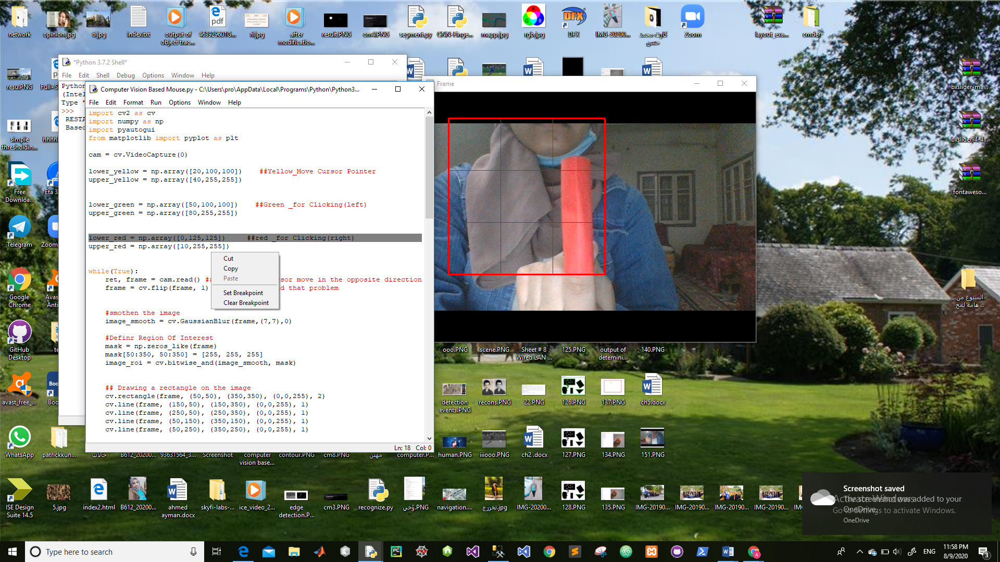 network
opinion.jpg
6.jpg
index.txt
output of
object trac...
463929601G...
rl.jpg
after
modificatio...
result.PNG
cm4.PNG
segment.py
CNN-Finge...
mapp.jpg
rgb.jpg
DFX
IMG-20200...
كارت محمد
حسن
Zoom
layout_exa...
cmder
*Python 3.7.2 Shell*
File Edit Shell Debug Options Window Help
Python
(Intel
Type "
>>>
RESTA
Based
Computer Vision Based Mouse.py - C:\Users\pro\AppData\Local\Programs\Python\Python3...
File Edit Format Run Options Window Help
import cv2 as cv
import numpy as np
import pyautogui
from matplotlib import pyplot as plt
cam = cv.VideoCapture(0)
lower_yellow = np.array([20,100,100]) ##Yellow_Move Cursor Pointer
upper_yellow = np.array([40,255,255])
lower_green = np.array([50,100,100]) ##Green _for Clicking(left)
upper_green = np.array([80,255,255])
lower_red = np.array([0,125,125]) ##red _for Clicking(right)
upper_red = np.array([10,255,255])
while(True):
ret, frame = cam.read() ## sor move in the opposite direction
frame = cv.flip(frame, 1) d that problem
#smothen the image
image_smooth = cv.GaussianBlur(frame,(7,7),0)
#Definr Region Of Interest
mask = np.zeros_like(frame)
mask[50:350, 50:350] = [255, 255, 255]
image_roi = cv.bitwise_and(image_smooth, mask)
## Drawing a rectangle on the image
cv.rectangle(frame, (50,50), (350,350), (0,0,255), 2)
cv.line(frame, (150,50), (150,350), (0,0,255), 1)
cv.line(frame, (250,50), (250,350), (0,0,255), 1)
cv.line(frame, (50,150), (350,150), (0,0,255), 1)
cv.line(frame, (50,250), (350,250), (0,0,255), 1)
Ln: 18 Col: 0
Cut
Copy
Paste
Set Breakpoint
Clear Breakpoint
Frame
resu.PNG
Full+S
simple
thresholdin...
hhhhl
Free
Downloa...
Eta 3
Telegram
Zoom
Google
Chrome
Avas
Anti
GitHub
Desktop
te
avast_free_...
Boo
Boo
WhatsApp
patrickkun...
حالات
B612_20200...
93631564_3...
Screenshot
computer
vision base...
contour.PNG
cm8.PNG
مهنن
computer.P...
human.PNG
iiiooo.PNG
ch2 .docx
127.PNG
134.PNG
151.PNG
ooo.PNG
scene.PNG
Sheet # 8
Wired LAN ...
125.PNG
output of
detemini...
140.PNG
detection
events.PNG
recons.PNG
22.PNG
126.PNG
137.PNG
ch5.docx
bxslider-ma...
bxslider-4-4...
fontaweso...
السبوع من
هامة لمح...
ISE Design
Suite 14.5
5.jpg
index2.html
B612_20200...
ahmed
ayman.docx
skyfi-labs-...
ice_video_2...
edge
detection.P...
cm3.PNG
recognize.py
ؤخي.PNG
navigation....
تخررج.jpg
IMG-20200...
128.PNG
135.PNG
IMG-20190...
IMG-20190...
IMG-20190...
IMG-20190...
IM
Screenshot saved
The screenshot was added to your
OneDrive.
OneDrive
Activate Windows
Go to Settings to activate Windows.
Type here to search
PC
ENG
11:58 PM
8/9/2020
3